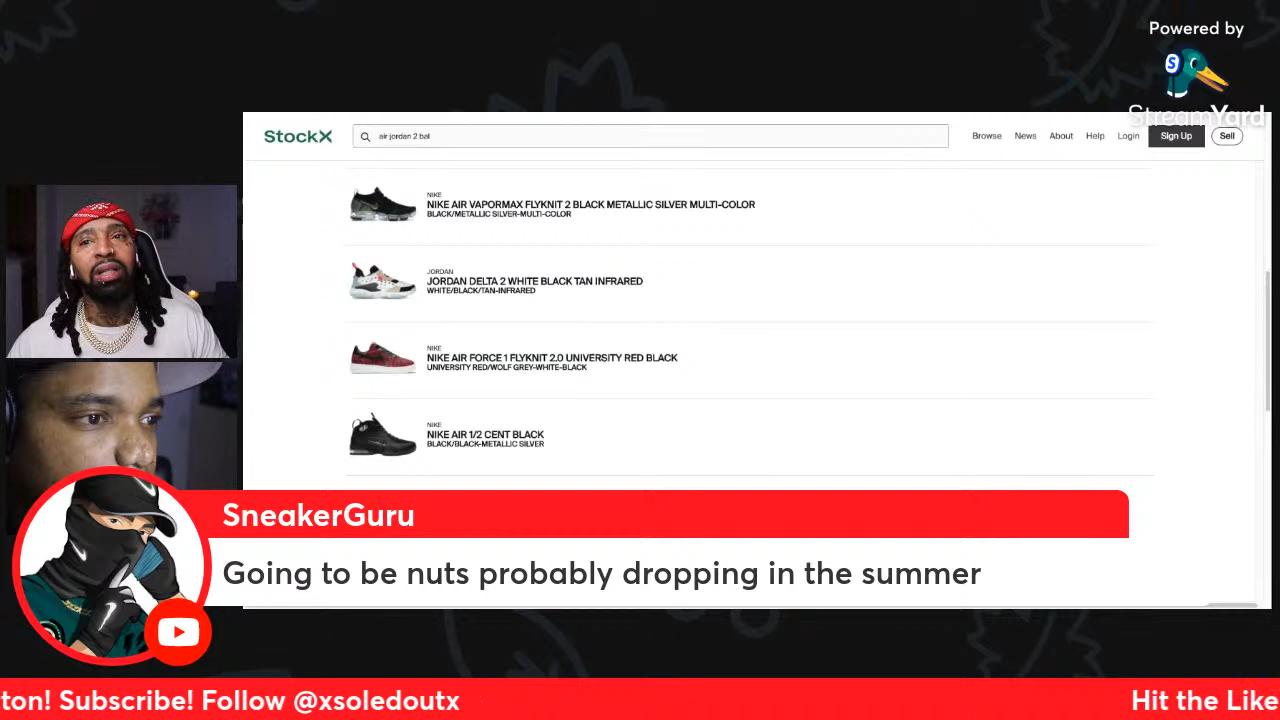 Powered by
S
StreamYard
StockX
air jordan 2 bal
Browse News About Help Login Sign Up Sell
NIKE
NIKE AIR VAPORMAX FLYKNIT 2 BLACK METALLIC SILVER MULTI-COLOR
BLACK/METALLIC SILVER-MULTI-COLOR
JORDAN
JORDAN DELTA 2 WHITE BLACK TAN INFRARED
WHITE/BLACK/TAN-INFRARED
NIKE
NIKE AIR FORCE 1 FLYKNIT 2.0 UNIVERSITY RED BLACK
UNIVERSITY RED/WOLF GREY-WHITE-BLACK
NIKE
NIKE AIR 1/2 CENT BLACK
BLACK/BLACK-METALLIC SILVER
SneakerGuru
Going to be nuts probably dropping in the summer
ton! Subscribe! Follow @xsoledoutx
Hit the Like